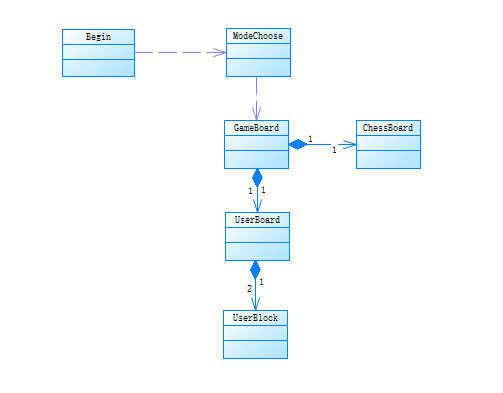 Begin
ModeChoose
GameBoard
ChessBoard
1
1
1
1
UserBoard
1
2
UserBlock